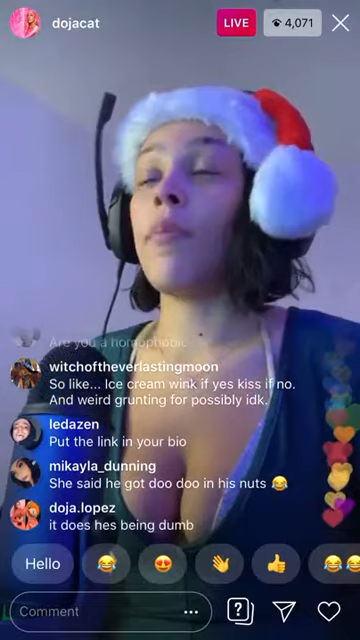 dojacat
LIVE
4,071
Are you a homophobic
witchoftheverlastingmoon
So like... Ice cream wink if yes kiss if no.
And weird grunting for possibly idk.
ledazen
Put the link in your bio
mikayla_dunning
She said he got doo doo in his nuts 😂
doja.lopez
it does hes being dumb
Hello 😂 😍 👋 👍 😂😂
Comment